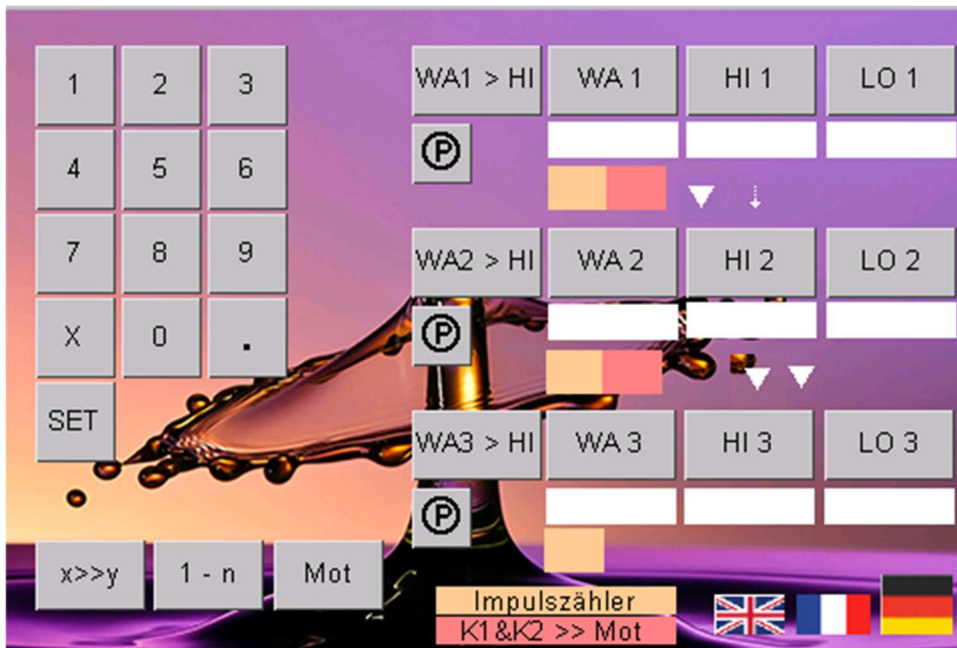 1 2 3
4 5 6
7 8 9
X 0 .
SET
x>>y 1 - n Mot
WA1 > HI WA 1 HI 1 LO 1
P
WA2 > HI WA 2 HI 2 LO 2
P
WA3 > HI WA 3 HI 3 LO 3
P
Impulszähler
K1&K2 >> Mot